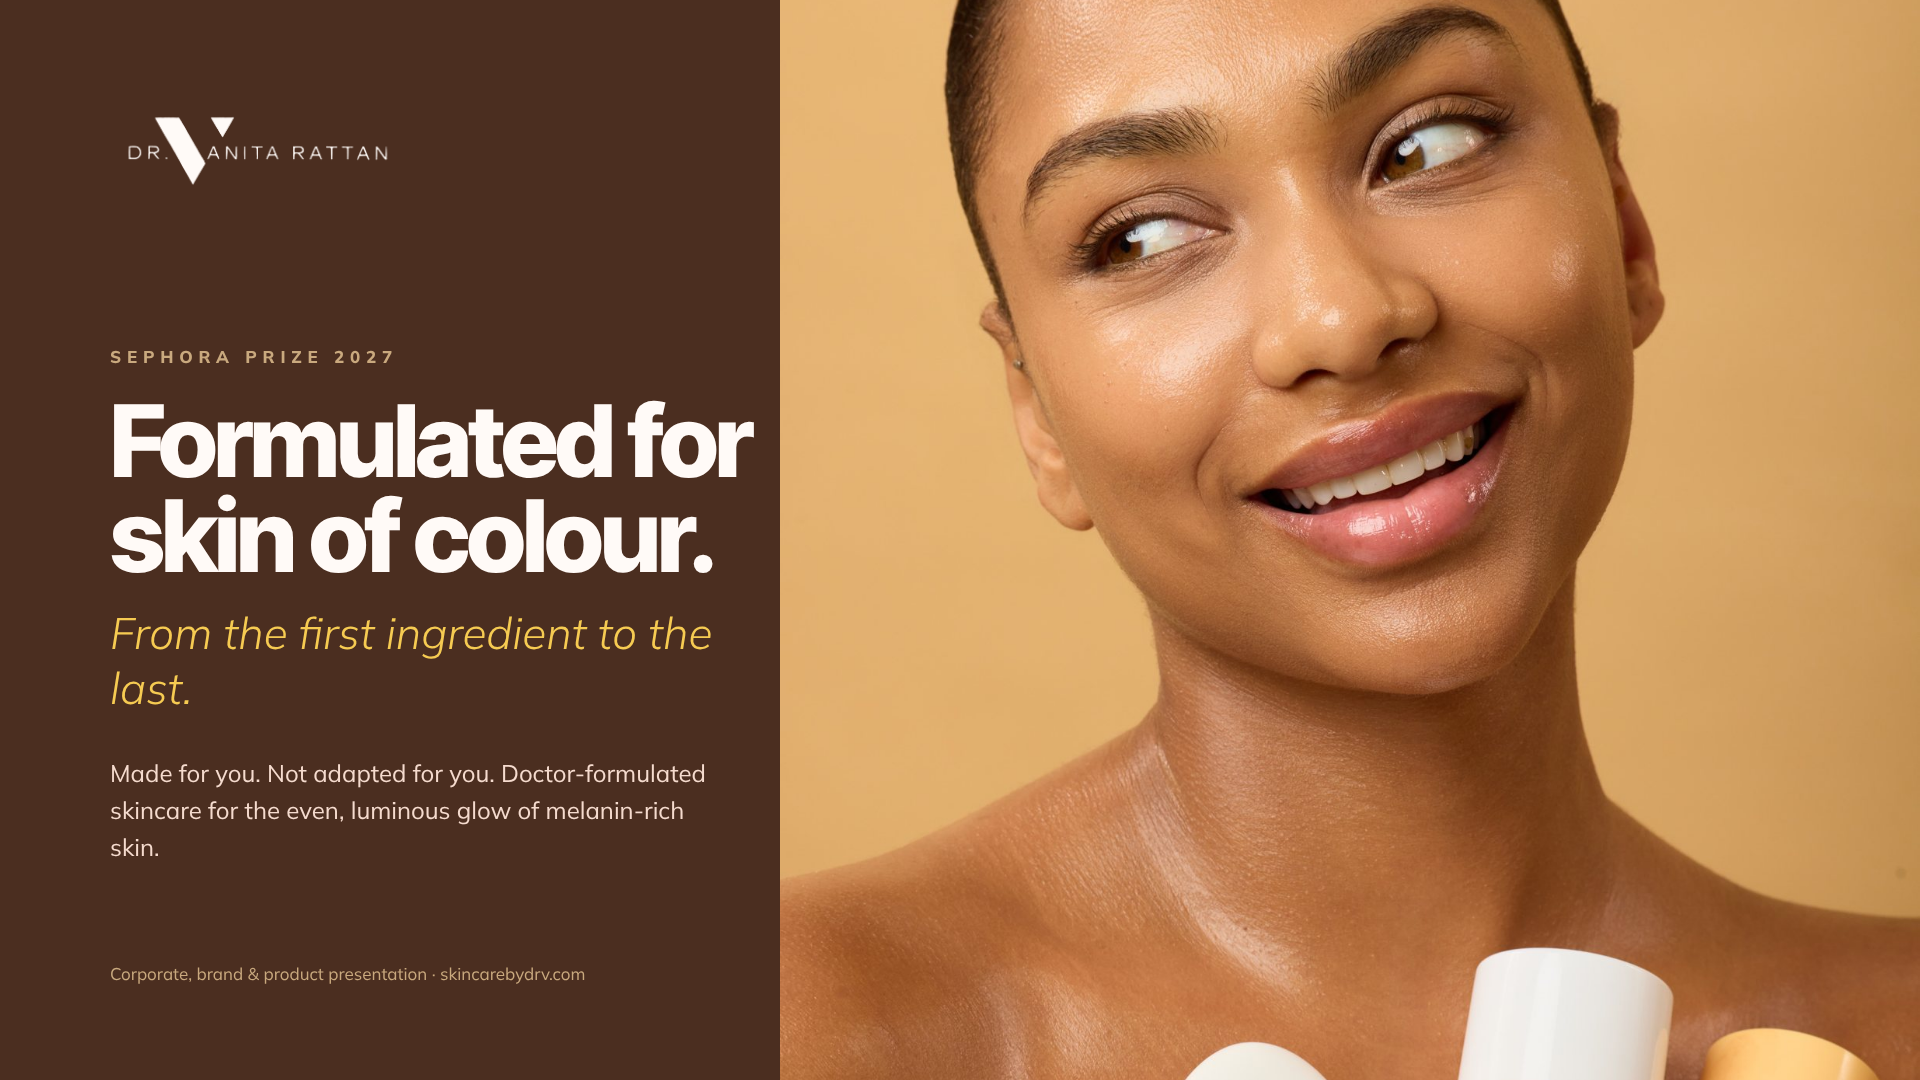 DR. VANITA RATTAN
SEPHORA PRIZE 2027
Formulated for
skin of colour.
From the first ingredient to the
last.
Made for you. Not adapted for you. Doctor-formulated
skincare for the even, luminous glow of melanin-rich
skin.
Corporate, brand & product presentation · skincarebydrv.com